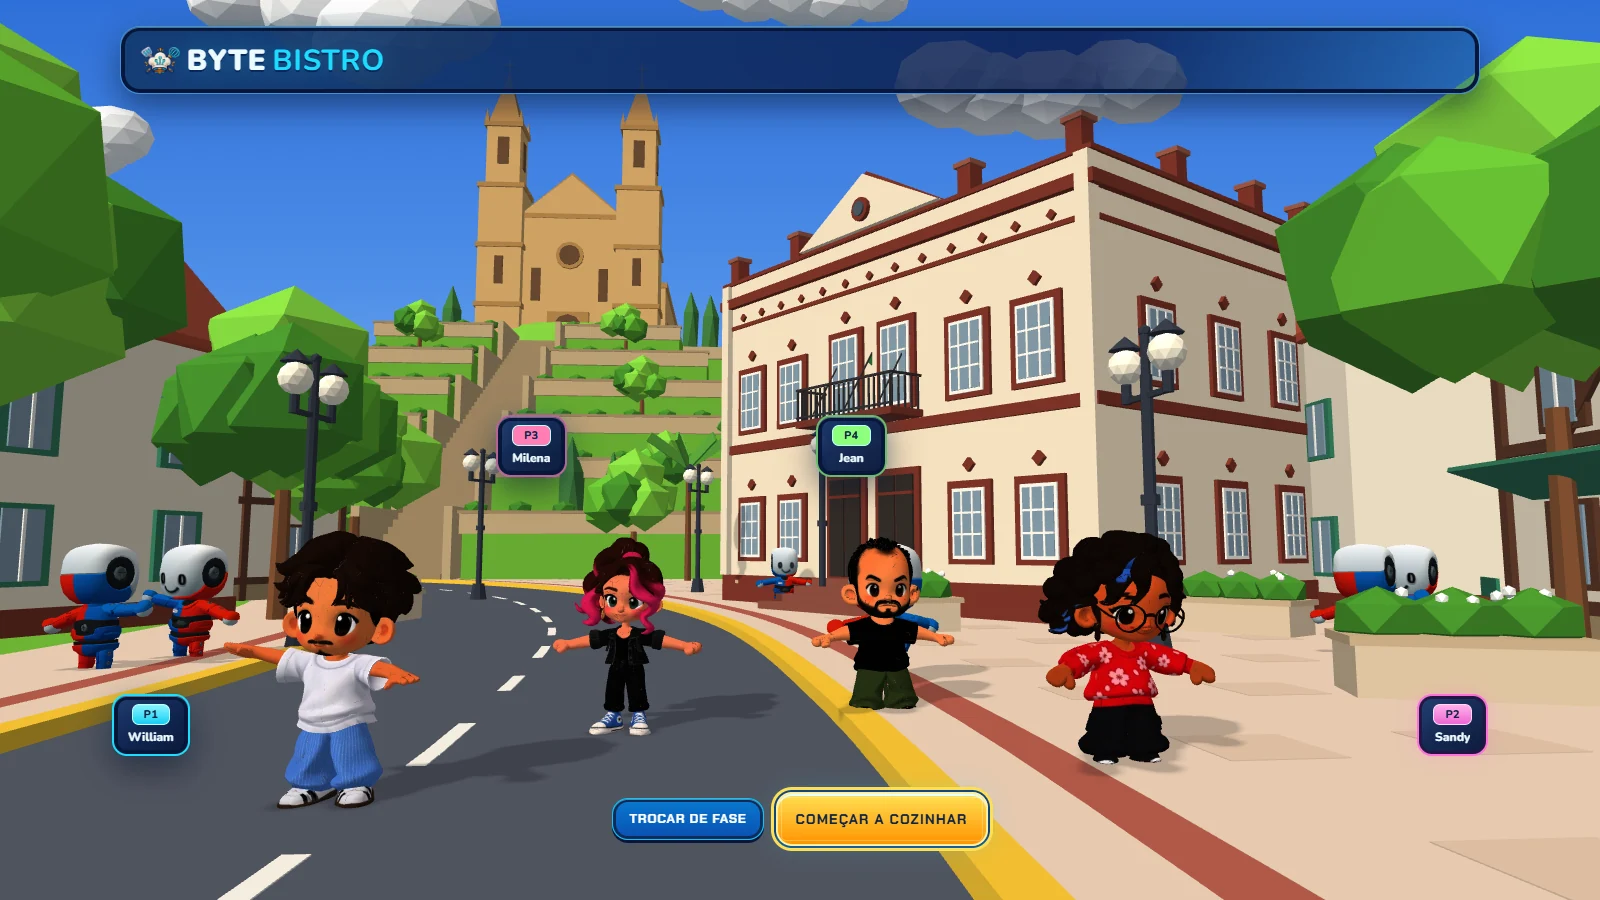 BYTE BISTRO
P3
Milena
P4
Jean
P1
William
P2
Sandy
TROCAR DE FASE
COMEÇAR A COZINHAR